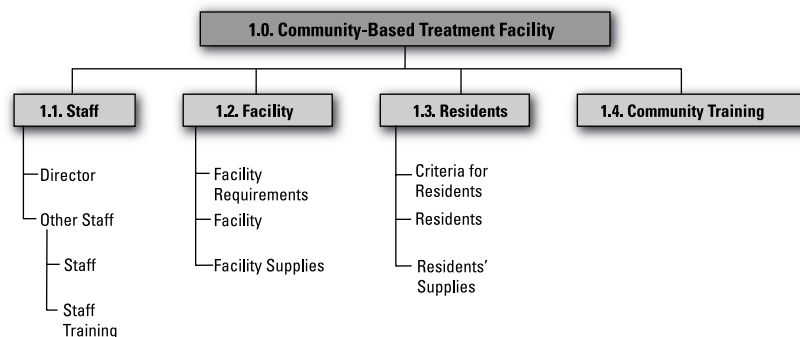 1.0. Community-Based Treatment Facility
1.1. Staff
1.2. Facility
1.3. Residents
1.4. Community Training
Director
Other Staff
Staff
Staff
Training
Facility
Requirements
Facility
Facility Supplies
Criteria for
Residents
Residents
Residents'
Supplies